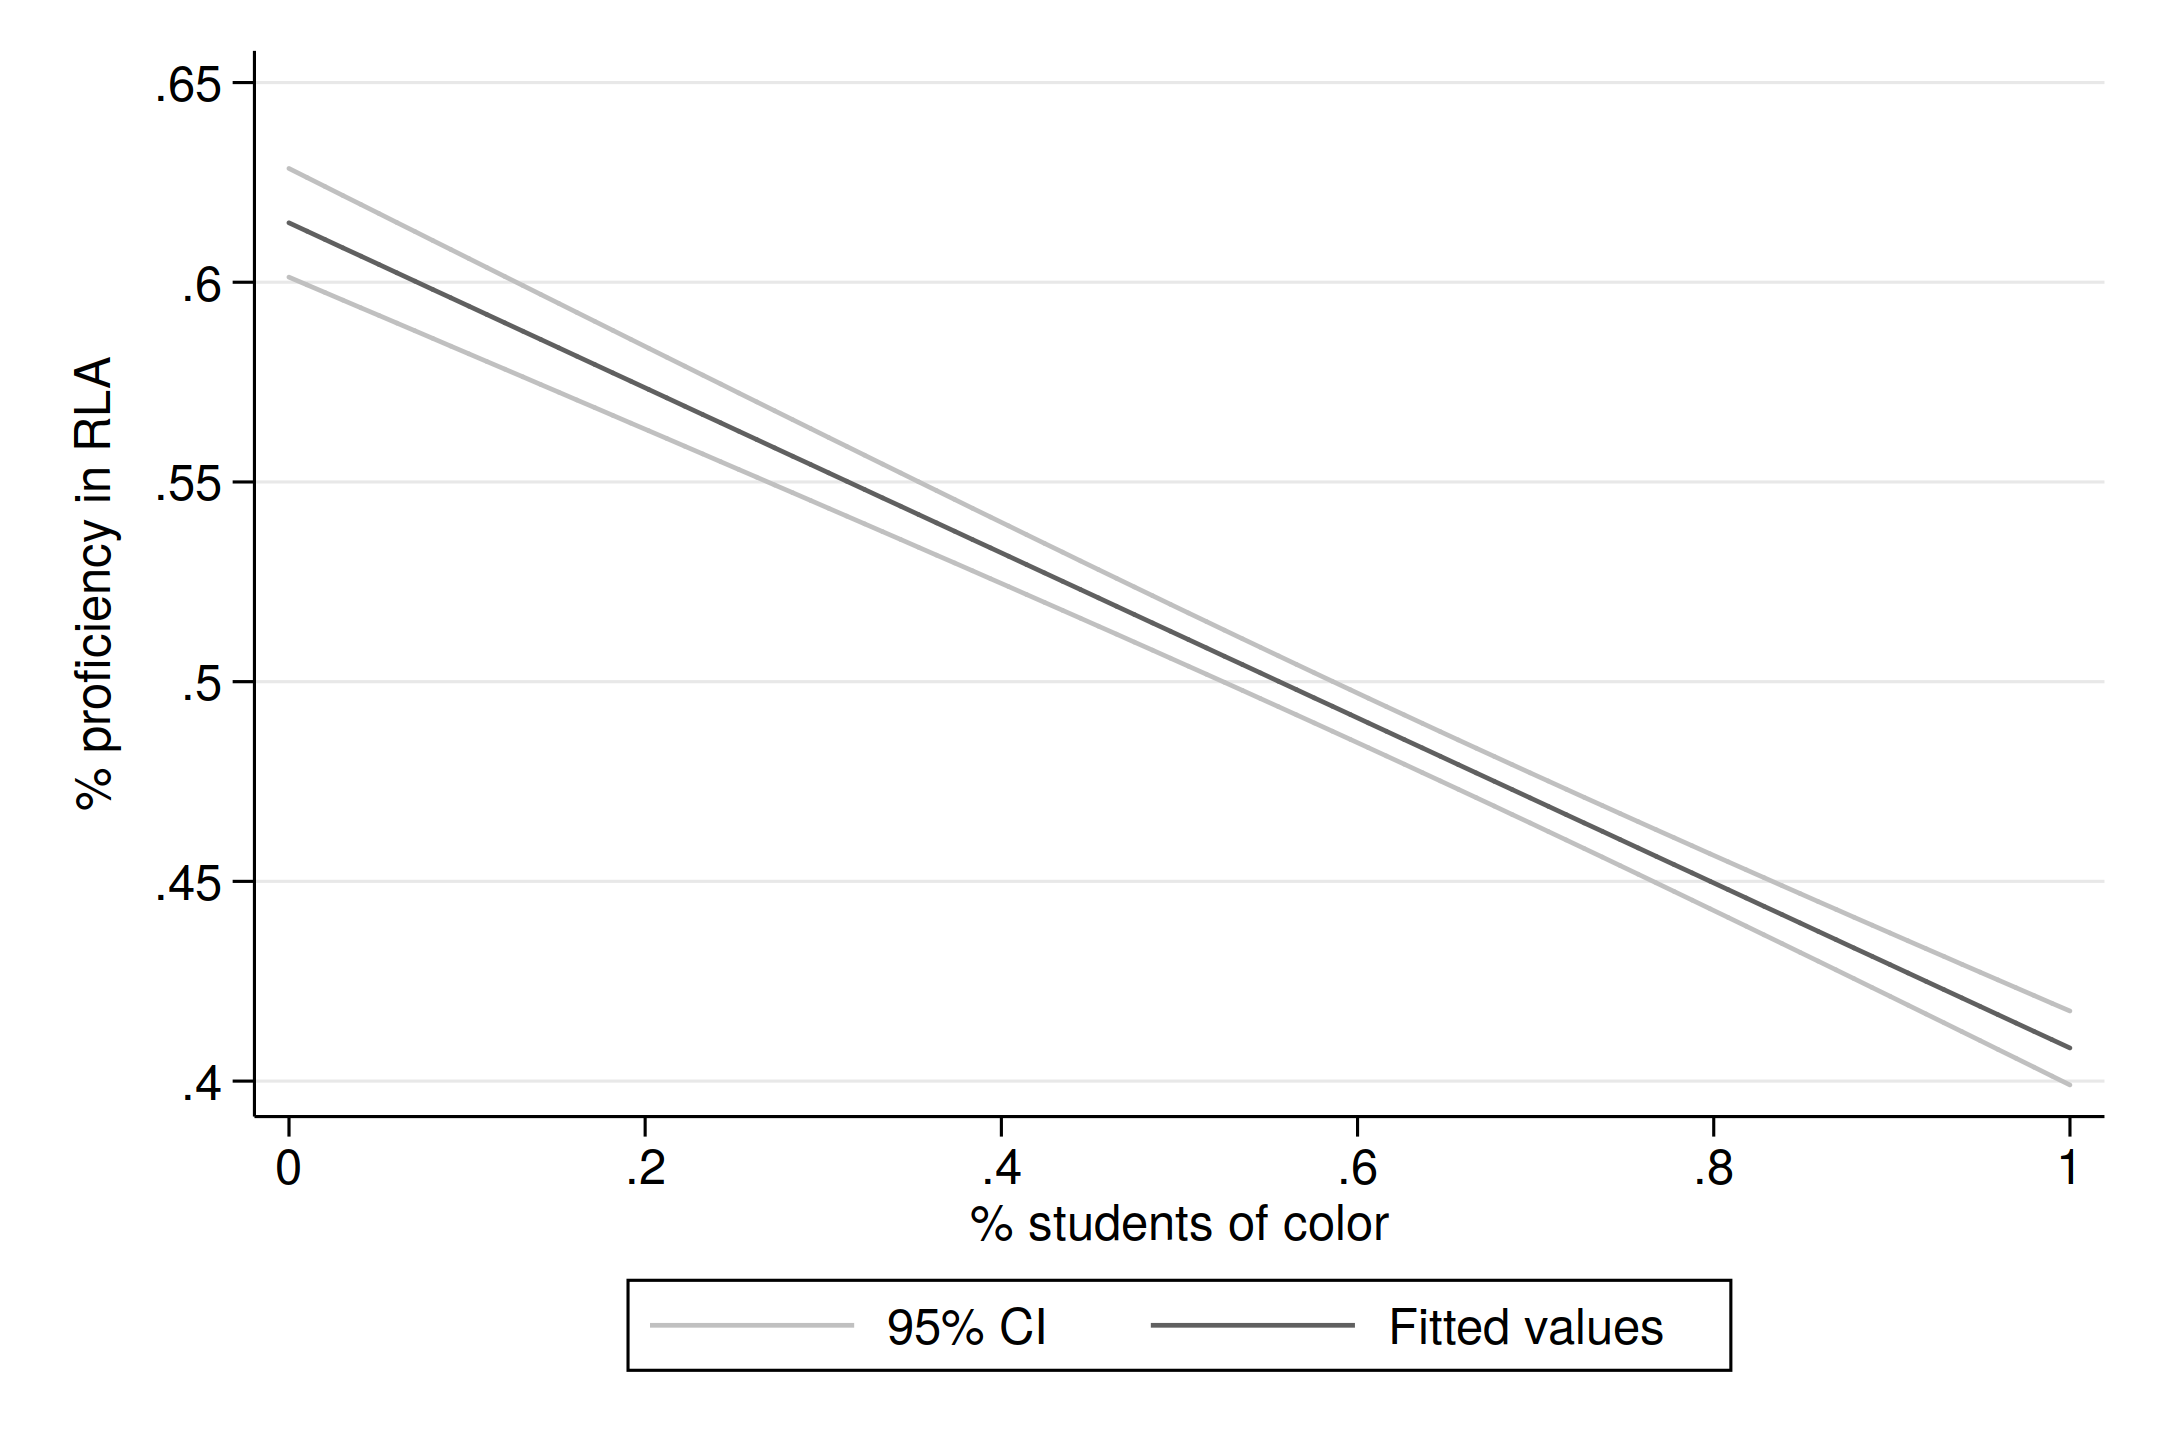 % proficiency in RLA
.65
.6
.55
.5
.45
.4
0 .2 .4 .6 .8 1
% students of color
95% CI Fitted values